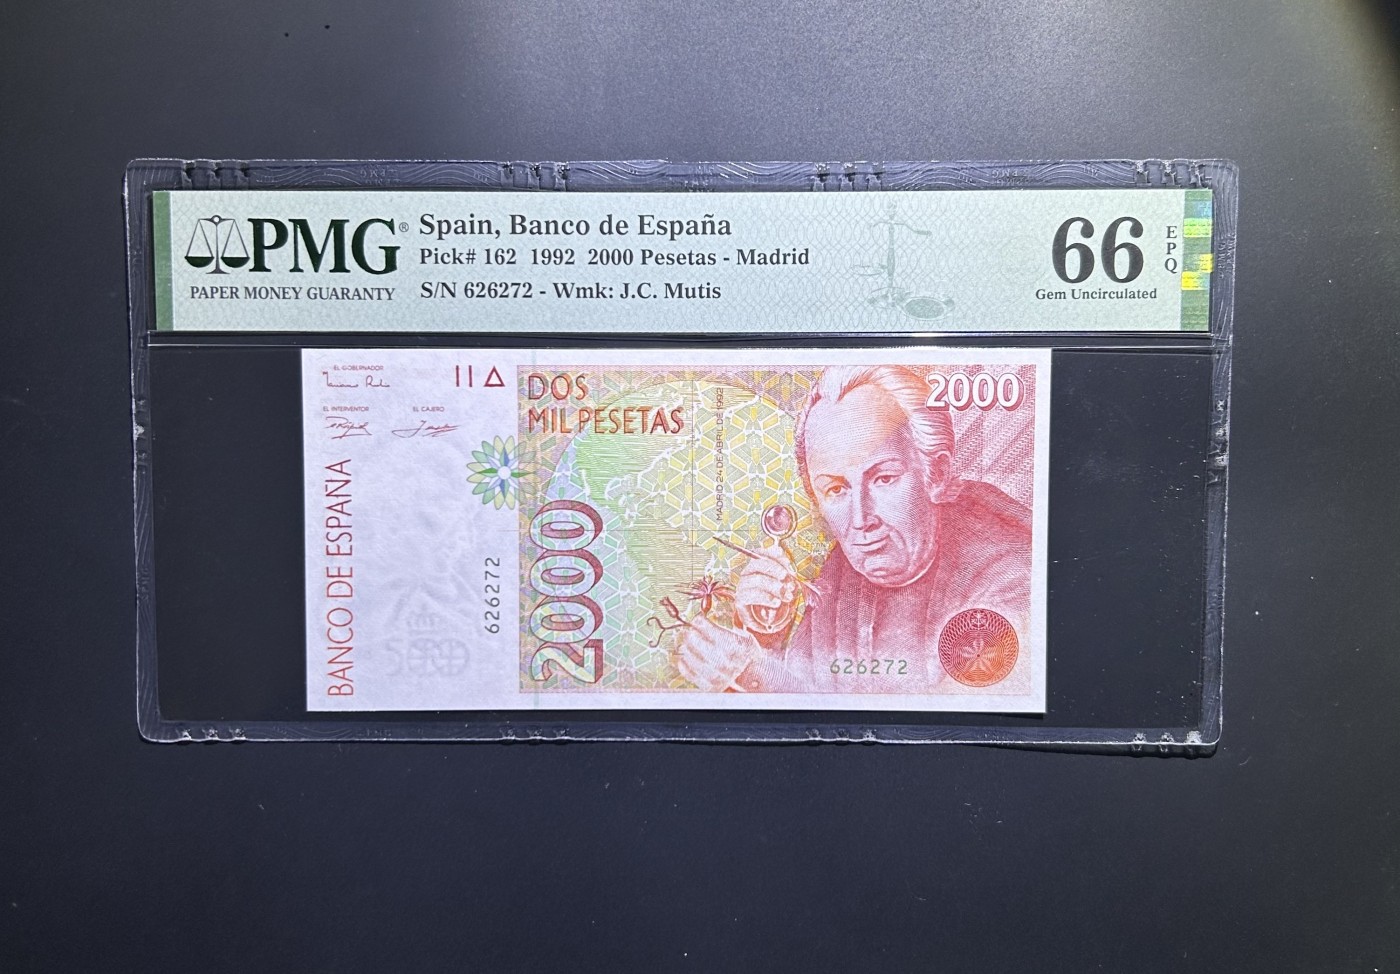 PMG®
PAPER MONEY GUARANTY
Spain, Banco de España
Pick# 162 1992 2000 Pesetas - Madrid
S/N 626272 - Wmk: J.C. Mutis
66
EPQ
Gem Uncirculated
EL GOBERNADOR
EL INTERVENTOR
EL CAJERO
BANCO DE ESPAÑA
626272
DOS
MIL PESETAS
2000
MADRID 24 DE ABRIL DE 1992
2000
626272